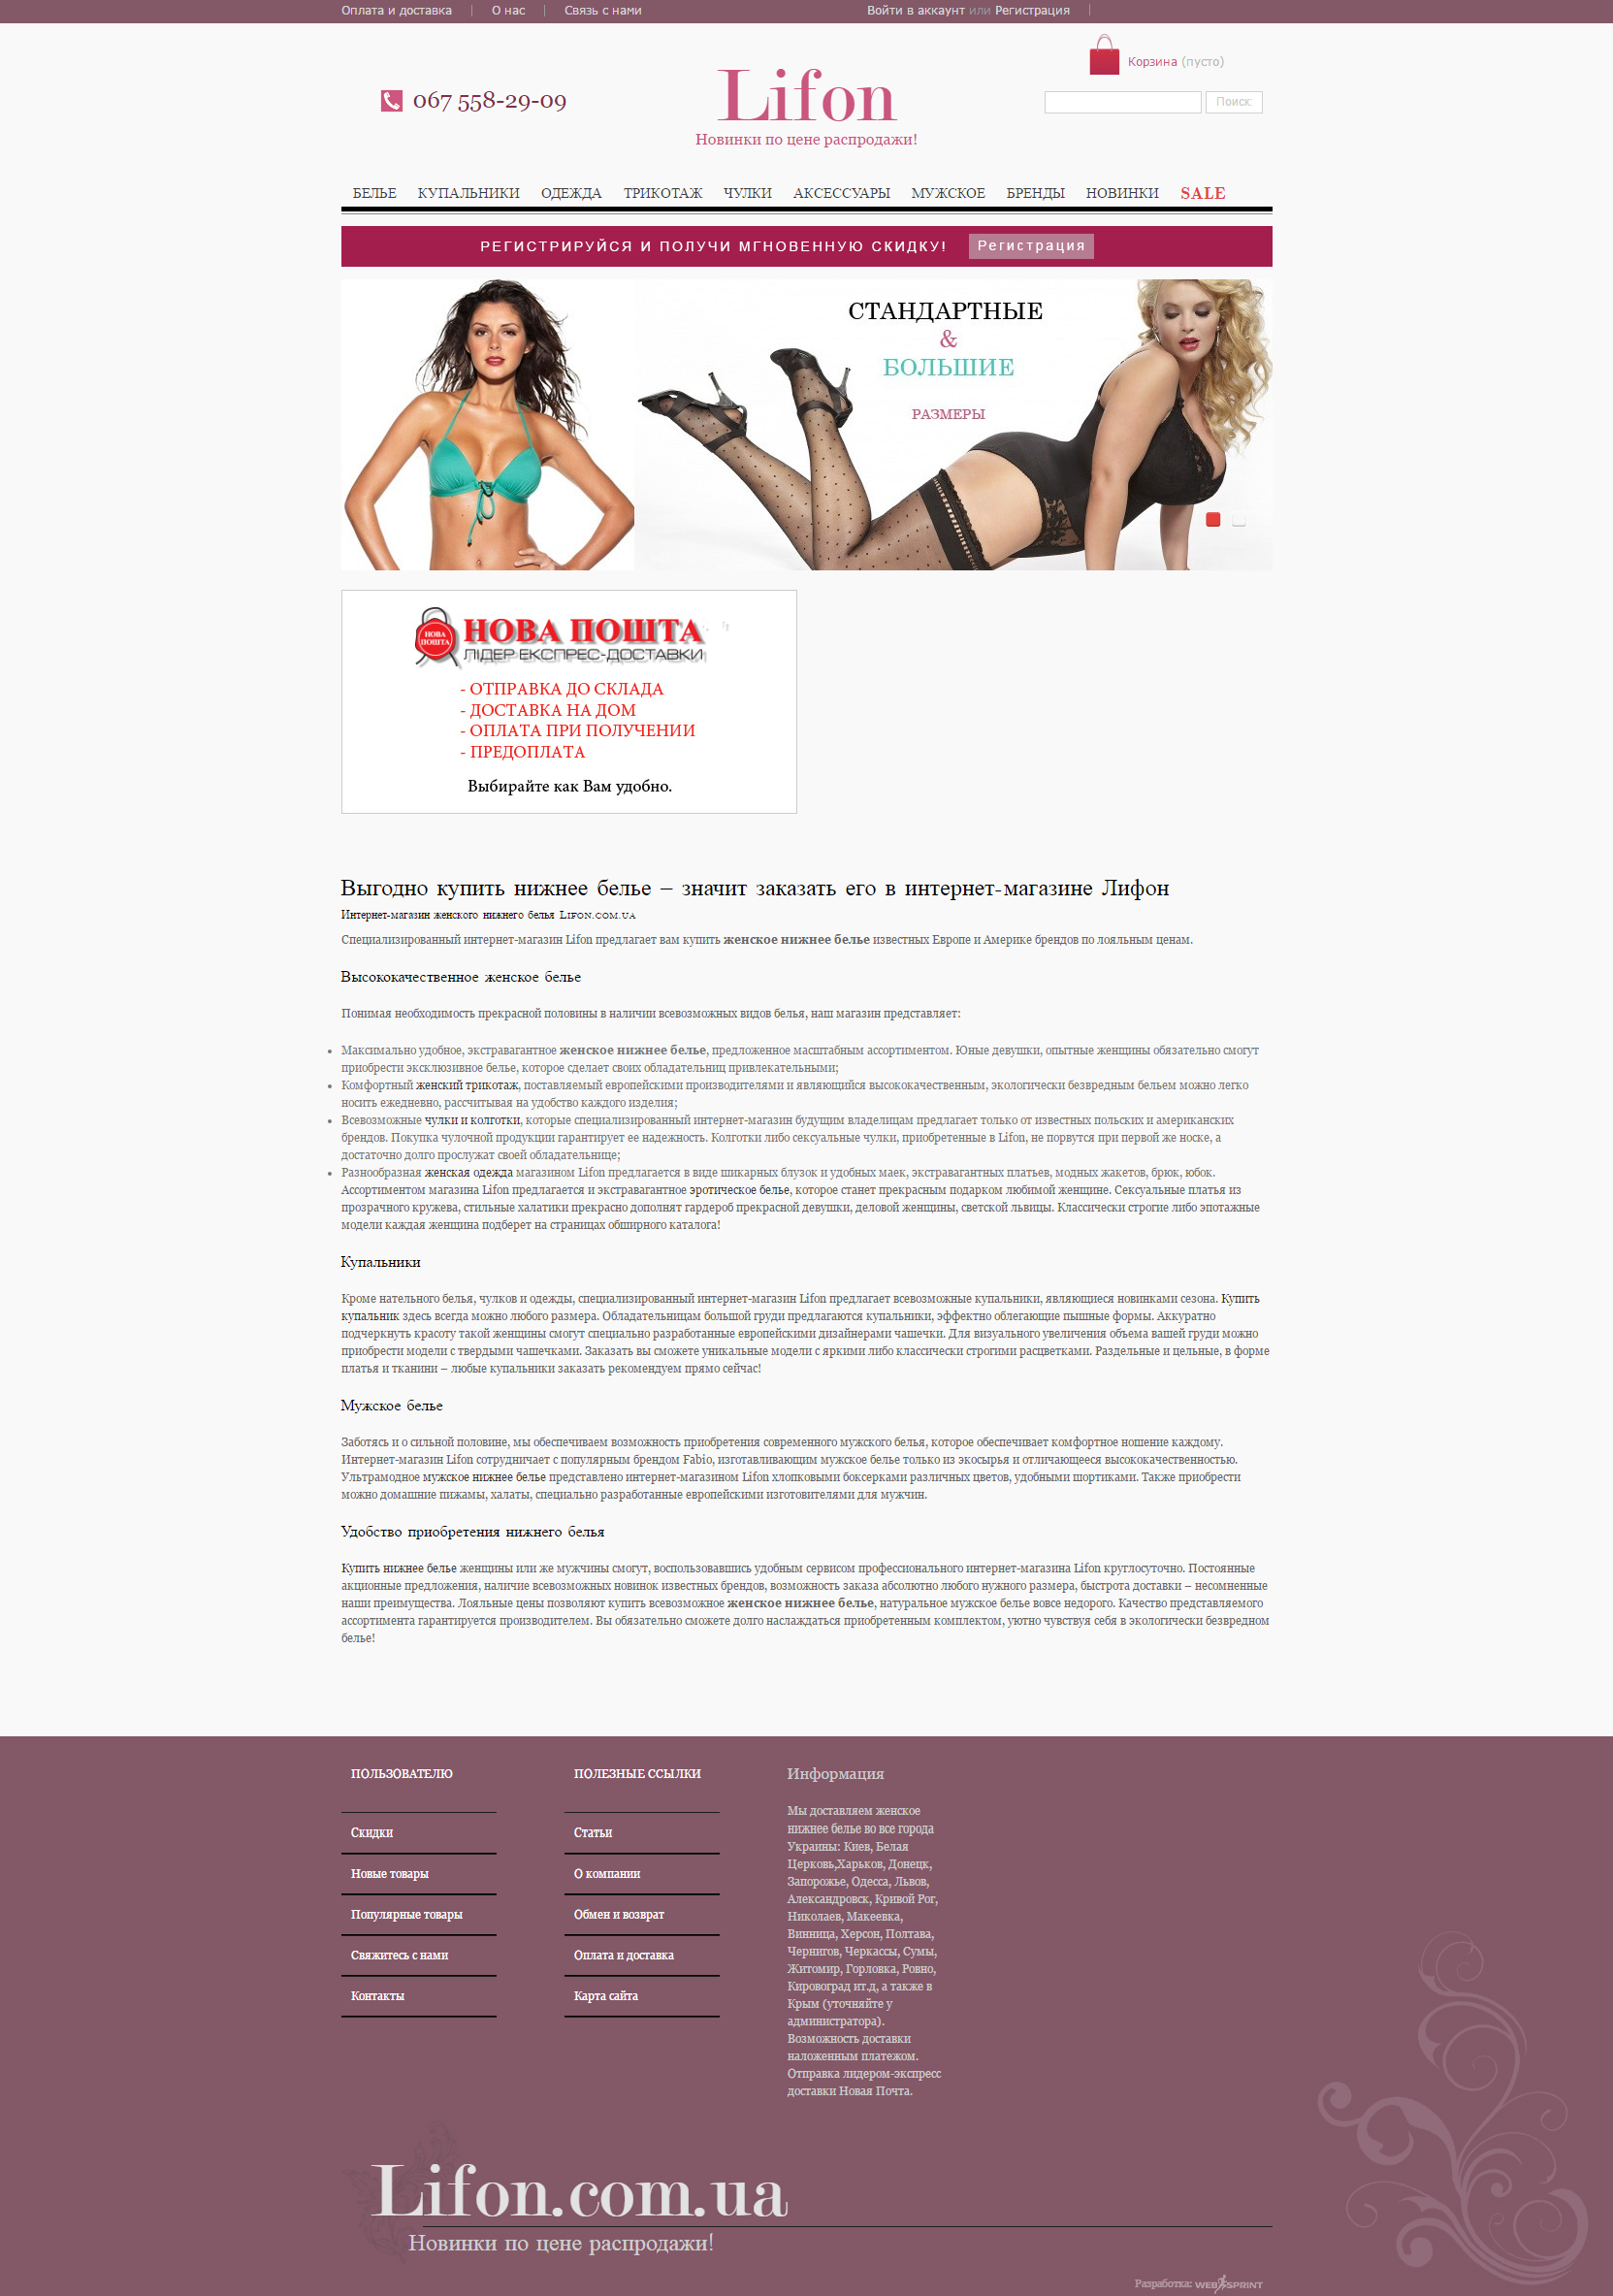 Оплата и доставка
О нас
Связь с нами
Войти в аккаунт или Регистрация
Корзина (пусто)
067 558-29-09
Lifon
Новинки по цене распродажи!
Поиск:
БЕЛЬЕ КУПАЛЬНИКИ ОДЕЖДА ТРИКОТАЖ ЧУЛКИ АКСЕССУАРЫ МУЖСКОЕ БРЕНДЫ НОВИНКИ SALE
РЕГИСТРИРУЙСЯ И ПОЛУЧИ МГНОВЕННУЮ СКИДКУ! Регистрация
СТАНДАРТНЫЕ
&
БОЛЬШИЕ
РАЗМЕРЫ
НОВА ПОШТА
НОВА ПОШТА
ЛІДЕР ЕКСПРЕС-ДОСТАВКИ
- ОТПРАВКА ДО СКЛАДА
- ДОСТАВКА НА ДОМ
- ОПЛАТА ПРИ ПОЛУЧЕНИИ
- ПРЕДОПЛАТА
Выбирайте как Вам удобно.
Выгодно купить нижнее белье – значит заказать его в интернет-магазине Лифон
Интернет-магазин женского нижнего белья Lifon.com.ua
Специализированный интернет-магазин Lifon предлагает вам купить женское нижнее белье известных Европе и Америке брендов по лояльным ценам.
Высококачественное женское белье
Понимая необходимость прекрасной половины в наличии всевозможных видов белья, наш магазин представляет:
• Максимально удобное, экстравагантное женское нижнее белье, предложенное масштабным ассортиментом. Юные девушки, опытные женщины обязательно смогут
приобрести эксклюзивное белье, которое сделает своих обладательниц привлекательными;
• Комфортный женский трикотаж, поставляемый европейскими производителями и являющийся высококачественным, экологически безвредным бельем можно легко
носить ежедневно, рассчитывая на удобство каждого изделия;
• Всевозможные чулки и колготки, которые специализированный интернет-магазин будущим владелицам предлагает только от известных польских и американских
брендов. Покупка чулочной продукции гарантирует ее надежность. Колготки либо сексуальные чулки, приобретенные в Lifon, не порвутся при первой же носке, а
достаточно долго прослужат своей обладательнице;
• Разнообразная женская одежда магазином Lifon предлагается в виде шикарных блузок и удобных маек, экстравагантных платьев, модных жакетов, брюк, юбок.
Ассортиментом магазина Lifon предлагается и экстравагантное эротическое белье, которое станет прекрасным подарком любимой женщине. Сексуальные платья из
прозрачного кружева, стильные халатики прекрасно дополнят гардероб прекрасной девушки, деловой женщины, светской львицы. Классически строгие либо эпотажные
модели каждая женщина подберет на страницах обширного каталога!
Купальники
Кроме нательного белья, чулков и одежды, специализированный интернет-магазин Lifon предлагает всевозможные купальники, являющиеся новинками сезона. Купить
купальник здесь всегда можно любого размера. Обладательницам большой груди предлагаются купальники, эффектно облегающие пышные формы. Аккуратно
подчеркнуть красоту такой женщины смогут специально разработанные европейскими дизайнерами чашечки. Для визуального увеличения объема вашей груди можно
приобрести модели с твердыми чашечками. Заказать вы сможете уникальные модели с яркими либо классически строгими расцветками. Раздельные и цельные, в форме
платья и тканини – любые купальники заказать рекомендуем прямо сейчас!
Мужское белье
Заботясь и о сильной половине, мы обеспечиваем возможность приобретения современного мужского белья, которое обеспечивает комфортное ношение каждому.
Интернет-магазин Lifon сотрудничает с популярным брендом Fabio, изготавливающим мужское белье только из экосырья и отличающееся высококачественностью.
Ультрамодное мужское нижнее белье представлено интернет-магазином Lifon хлопковыми боксерками различных цветов, удобными шортиками. Также приобрести
можно домашние пижамы, халаты, специально разработанные европейскими изготовителями для мужчин.
Удобство приобретения нижнего белья
Купить нижнее белье женщины или же мужчины смогут, воспользовавшись удобным сервисом профессионального интернет-магазина Lifon круглосуточно. Постоянные
акционные предложения, наличие всевозможных новинок известных брендов, возможность заказа абсолютно любого нужного размера, быстрота доставки – несомненные
наши преимущества. Лояльные цены позволяют купить всевозможное женское нижнее белье, натуральное мужское белье вовсе недорого. Качество представляемого
ассортимента гарантируется производителем. Вы обязательно сможете долго наслаждаться приобретенным комплектом, уютно чувствуя себя в экологически безвредном
белье!
ПОЛЬЗОВАТЕЛЮ
Скидки
Новые товары
Популярные товары
Свяжитесь с нами
Контакты
ПОЛЕЗНЫЕ ССЫЛКИ
Статьи
О компании
Обмен и возврат
Оплата и доставка
Карта сайта
Информация
Мы доставляем женское
нижнее белье во все города
Украины: Киев, Белая
Церковь,Харьков, Донецк,
Запорожье, Одесса, Львов,
Александровск, Кривой Рог,
Николаев, Макеевка,
Винница, Херсон, Полтава,
Чернигов, Черкассы, Сумы,
Житомир, Горловка, Ровно,
Кировоград ит.д, а также в
Крым (уточняйте у
администратора).
Возможность доставки
наложенным платежом.
Отправка лидером-экспресс
доставки Новая Почта.
Lifon.com.ua
Новинки по цене распродажи!
Разработка: WEB SPRINT